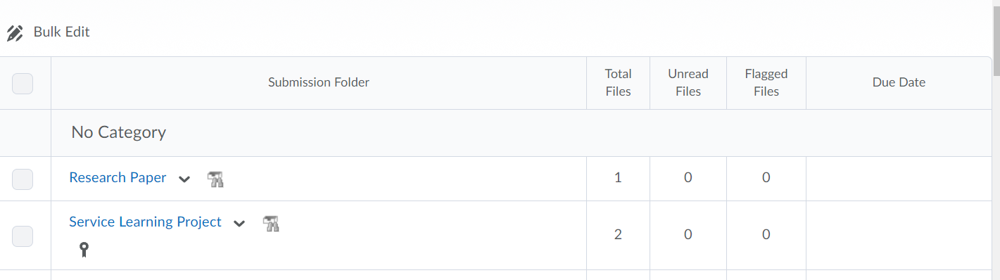 Bulk Edit
Submission Folder
Total
Files
Unread
Files
Flagged
Files
Due Date
No Category
Research Paper
1
0
0
Service Learning Project
2
0
0